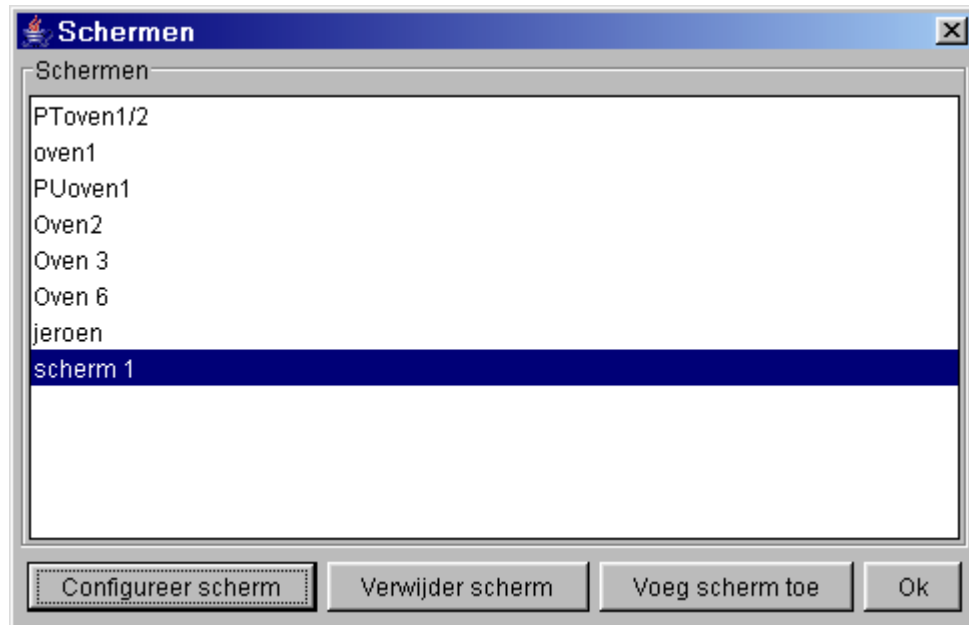 Schermen
Schermen
PToven1/2
oven1
PUoven1
Oven2
Oven 3
Oven 6
jeroen
scherm 1
Configureer scherm Verwijder scherm Voeg scherm toe Ok